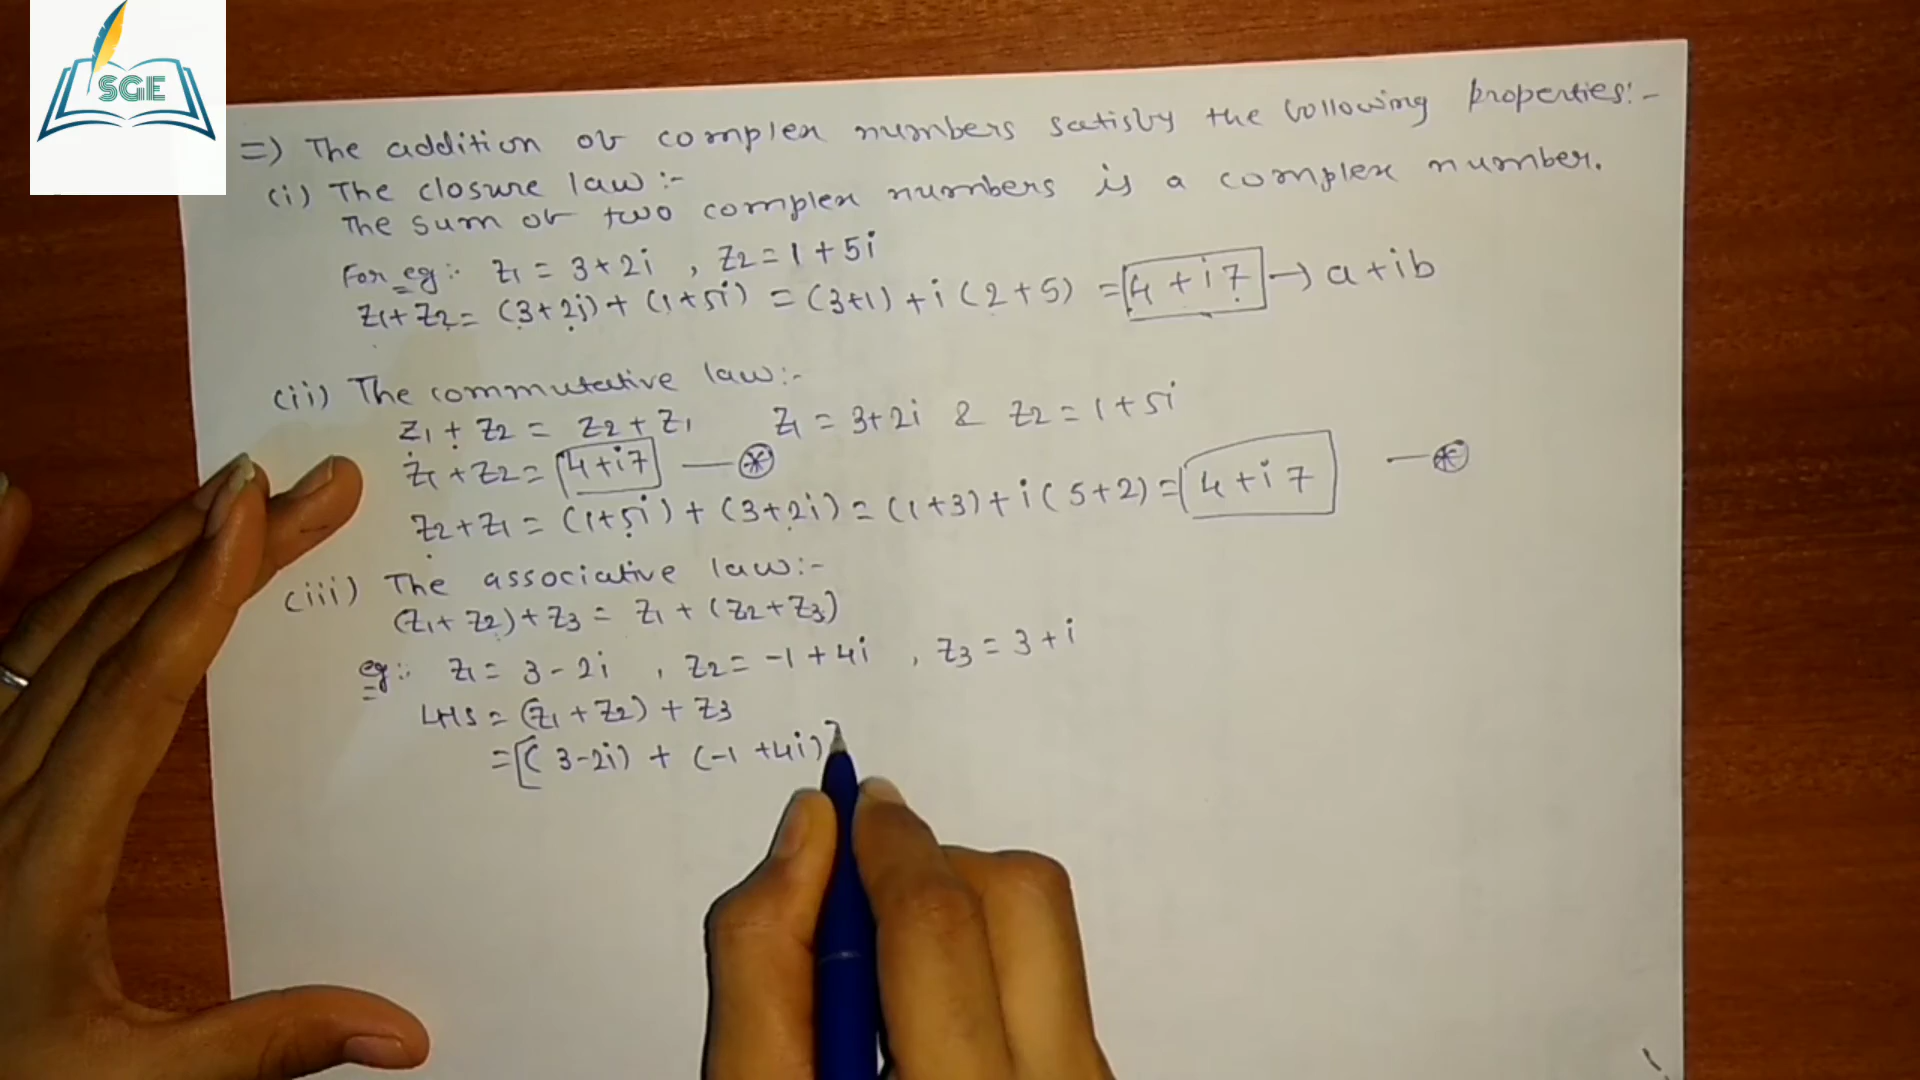 SGE
=) The addition of complex numbers satisfy the following properties:-
(i) The closure law :-
The sum of two complex numbers is a complex number.
For eg:- z1 = 3+2i , z2 = 1+5i
z1+z2 = (3+2i)+(1+5i) = (3+1)+i(2+5) = 4+i7 → a+ib
(ii) The commutative law:-
z1+z2 = z2+z1 z1 = 3+2i & z2 = 1+5i
z1+z2 = 4+i7 — *
z2+z1 = (1+5i)+(3+2i) = (1+3)+i(5+2) = 4+i7 — *
(iii) The associative law:-
(z1+z2)+z3 = z1+(z2+z3)
eg:- z1 = 3-2i , z2 = -1+4i , z3 = 3+i
LHS = (z1+z2)+z3
=[(3-2i)+(-1+4i)